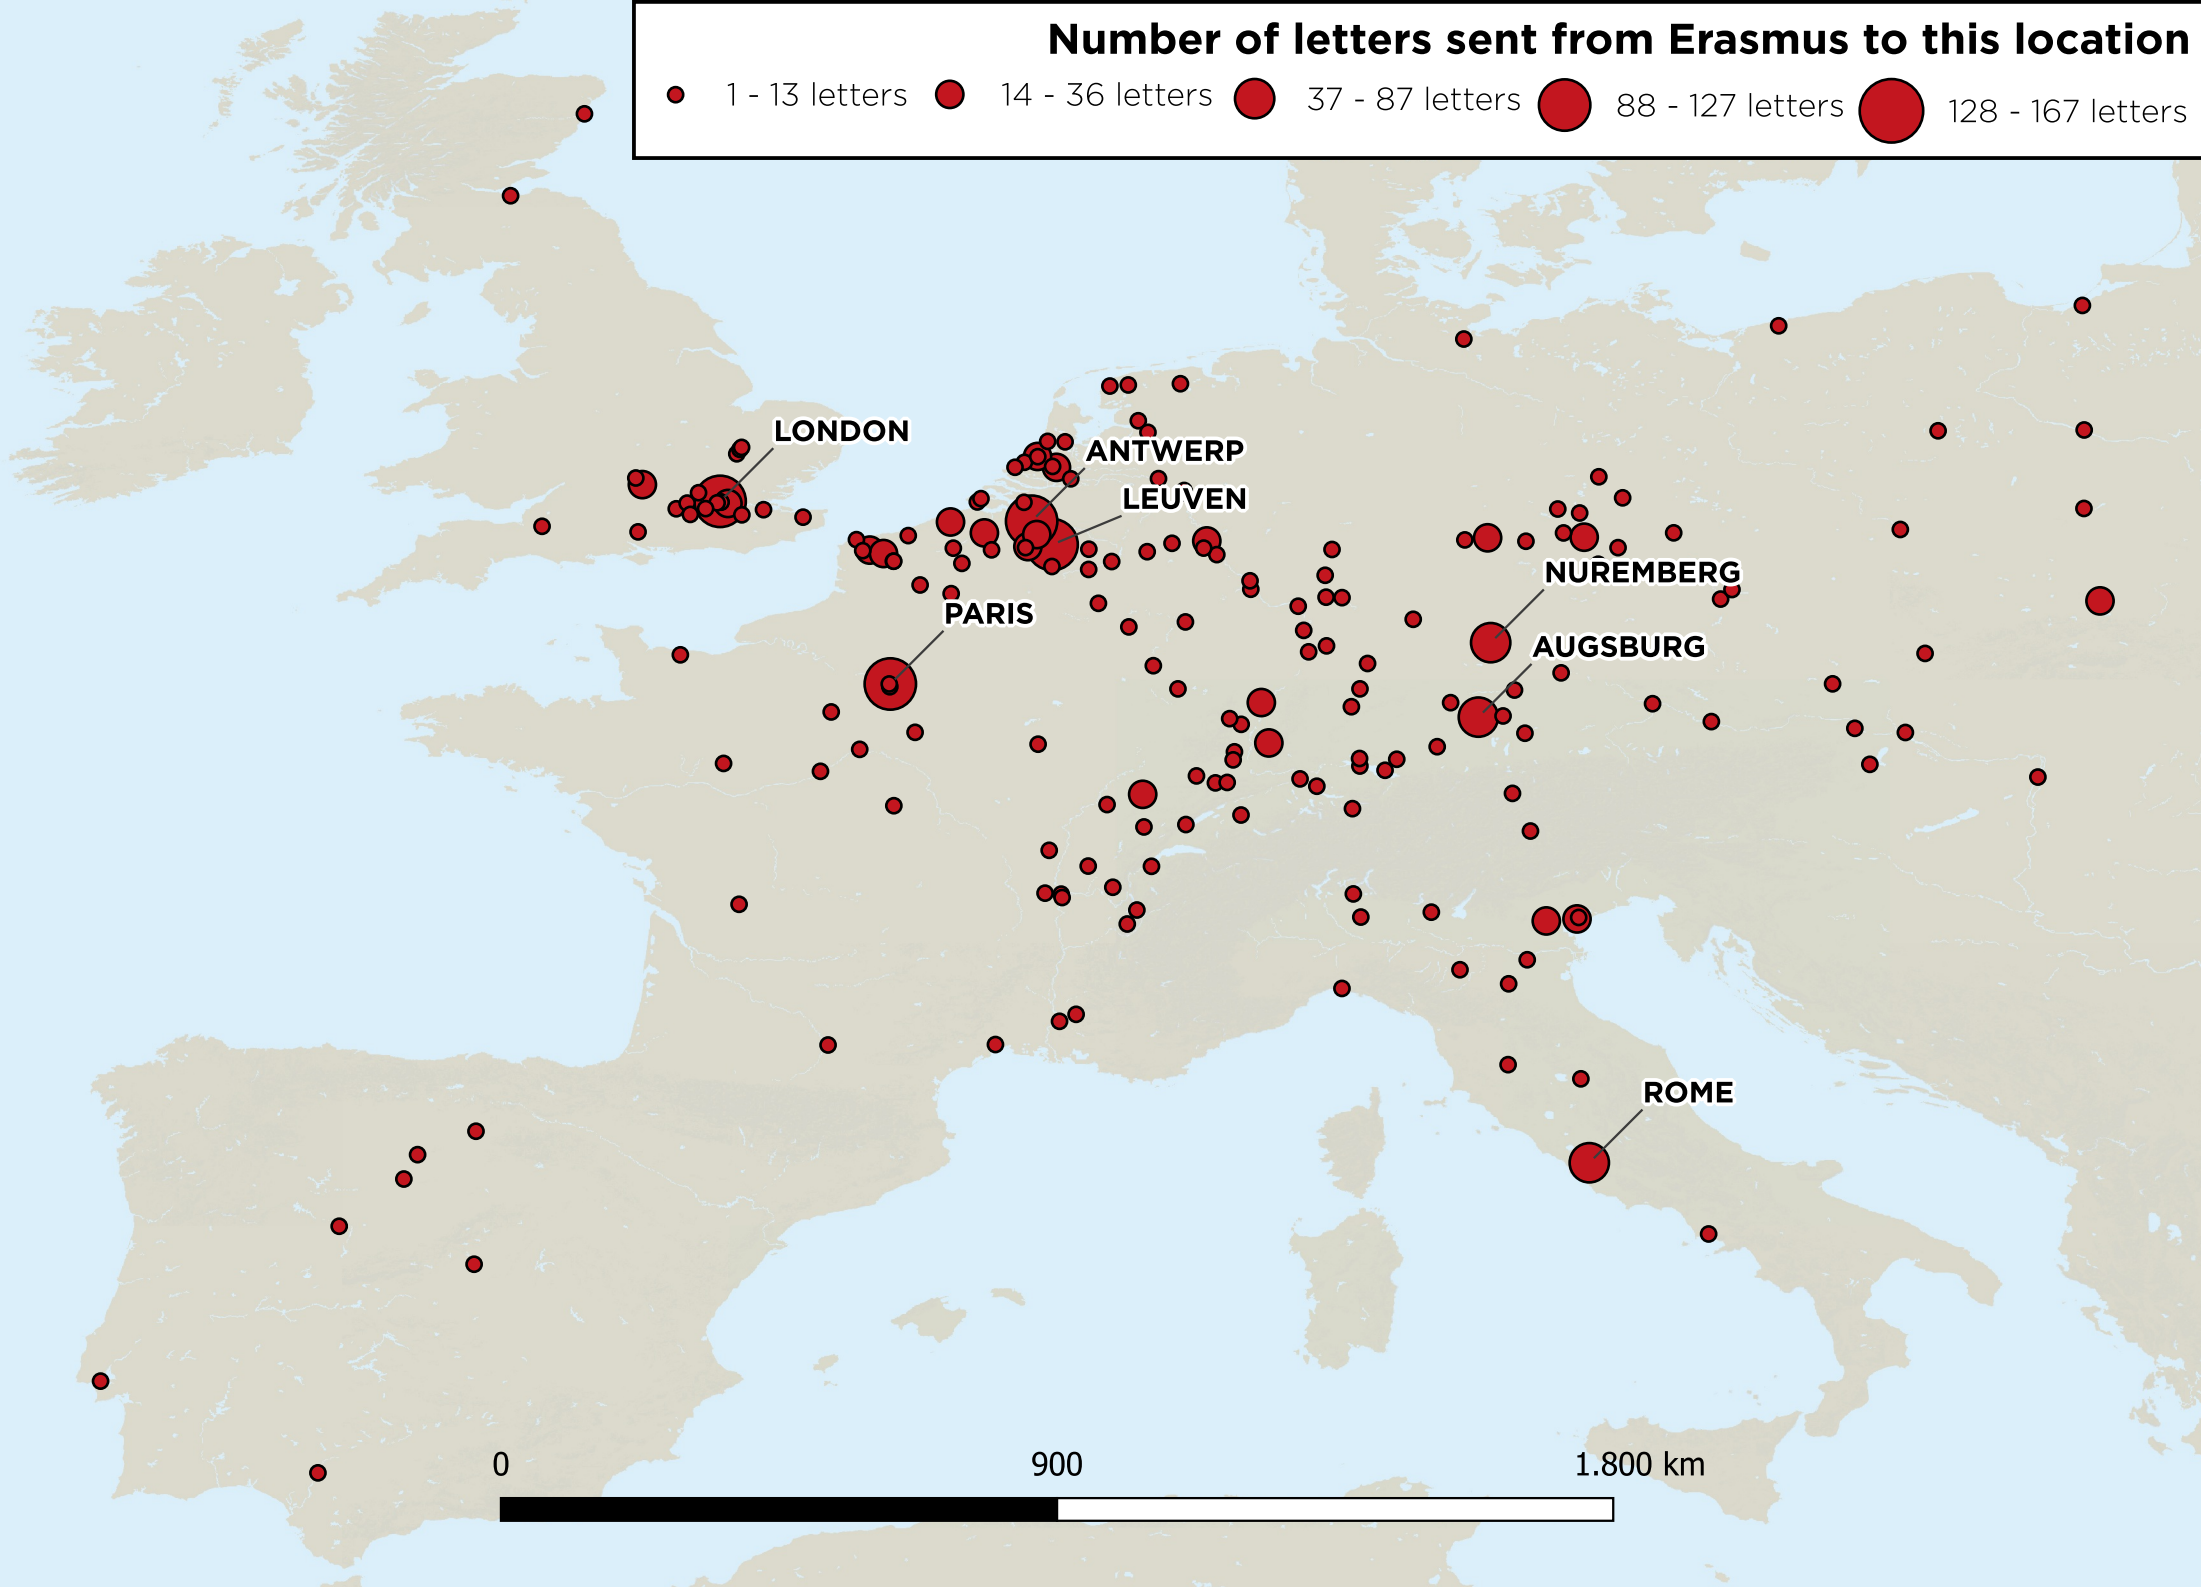 Number of letters sent from Erasmus to this location
1 - 13 letters 14 - 36 letters 37 - 87 letters 88 - 127 letters 128 - 167 letters
LONDON
ANTWERP
LEUVEN
NUREMBERG
PARIS
AUGSBURG
ROME
0 900 1.800 km